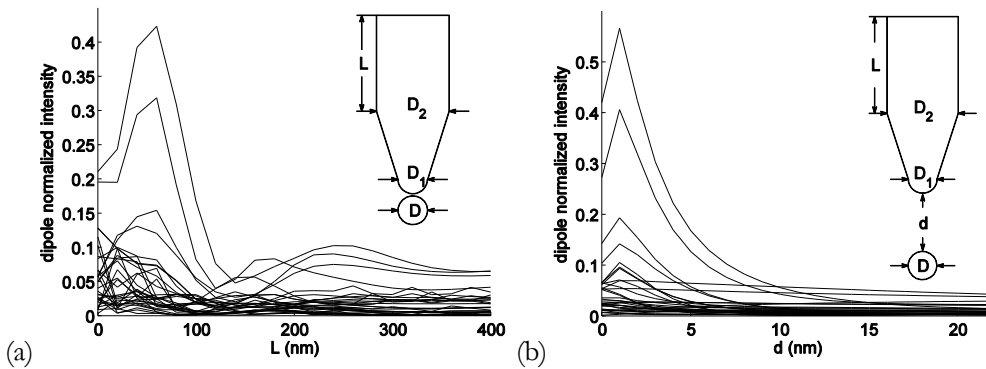 dipole normalized intensity
0.4
0.35
0.3
0.25
0.2
0.15
0.1
0.05
0
0 100 200 300 400
L (nm)
L
D2
D1
D
(a)
dipole normalized intensity
0.5
0.4
0.3
0.2
0.1
0
0 5 10 15 20
d (nm)
L
D2
D1
d
D
(b)